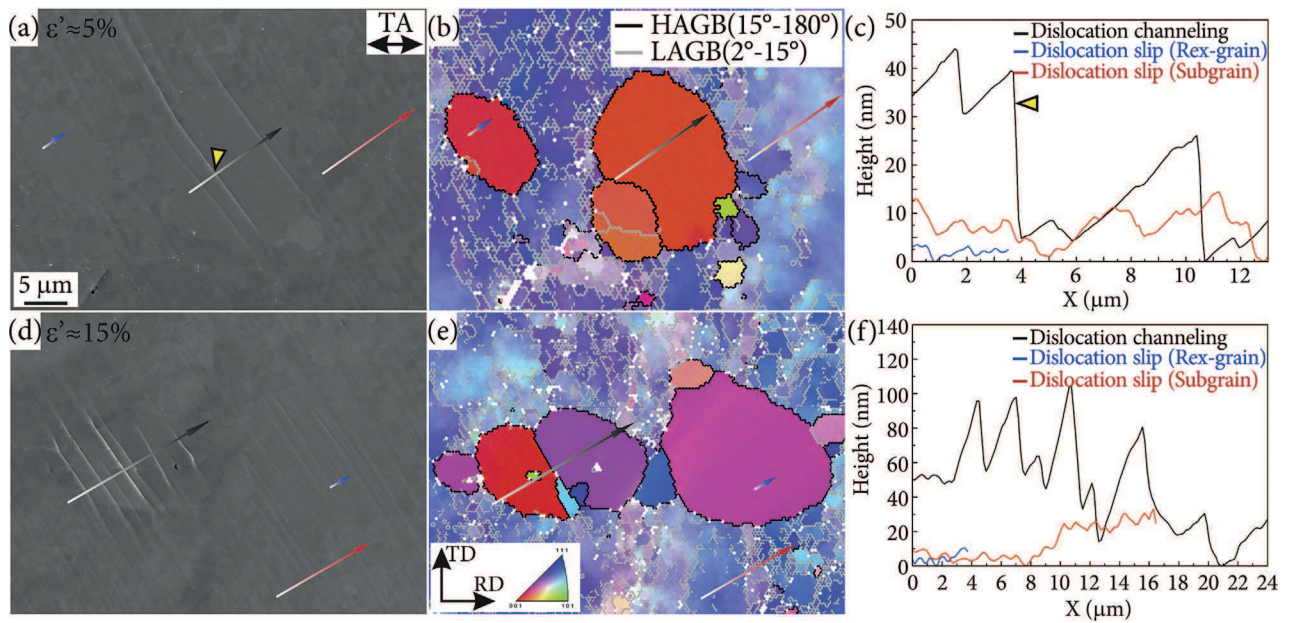 (a) ε’≈5%
TA
5 μm
(b)
HAGB(15°-180°)
LAGB(2°-15°)
(c)
50
40
30
20
10
0
Height (nm)
Dislocation channeling
Dislocation slip (Rex-grain)
Dislocation slip (Subgrain)
0 2 4 6 8 10 12
X (μm)
(d) ε’≈15%
(e)
TD
RD
111
001 101
(f)
140
120
100
80
60
40
20
0
Height (nm)
Dislocation channeling
Dislocation slip (Rex-grain)
Dislocation slip (Subgrain)
0 2 4 6 8 10 12 14 16 18 20 22 24
X (μm)